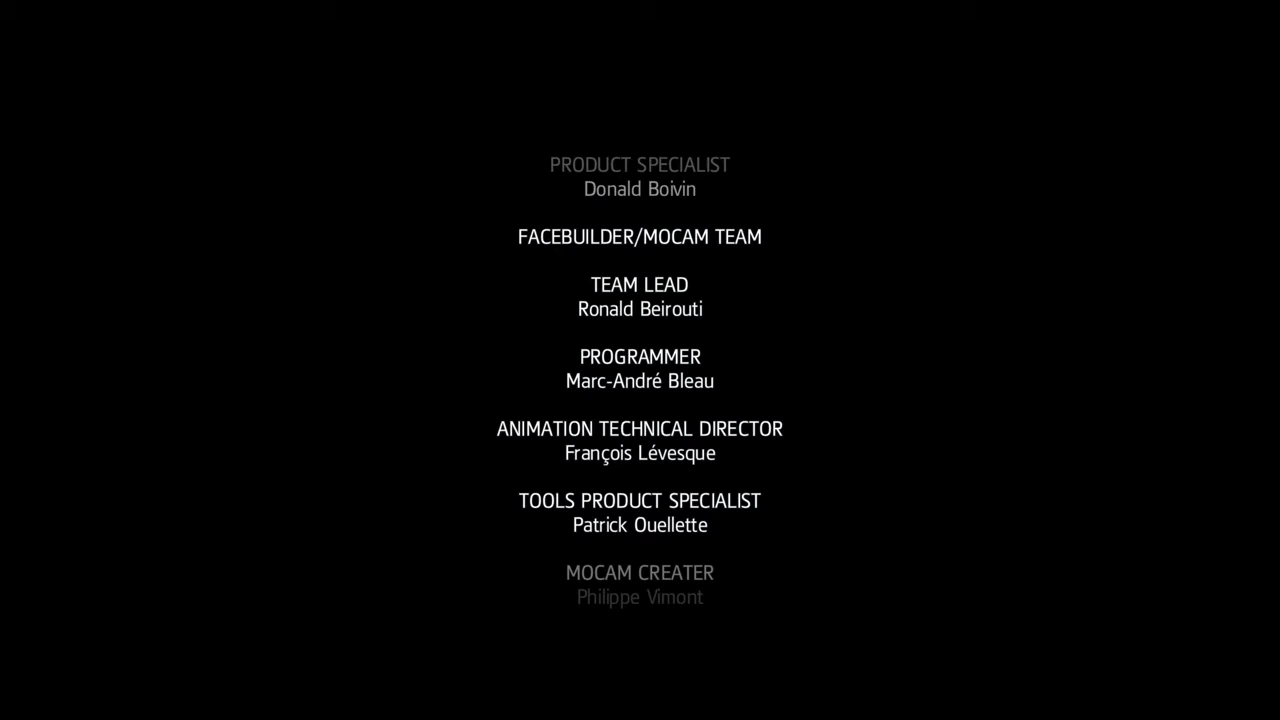 PRODUCT SPECIALIST
Donald Boivin
FACEBUILDER/MOCAM TEAM
TEAM LEAD
Ronald Beirouti
PROGRAMMER
Marc-André Bleau
ANIMATION TECHNICAL DIRECTOR
François Lévesque
TOOLS PRODUCT SPECIALIST
Patrick Ouellette
MOCAM CREATER
Philippe Vimont